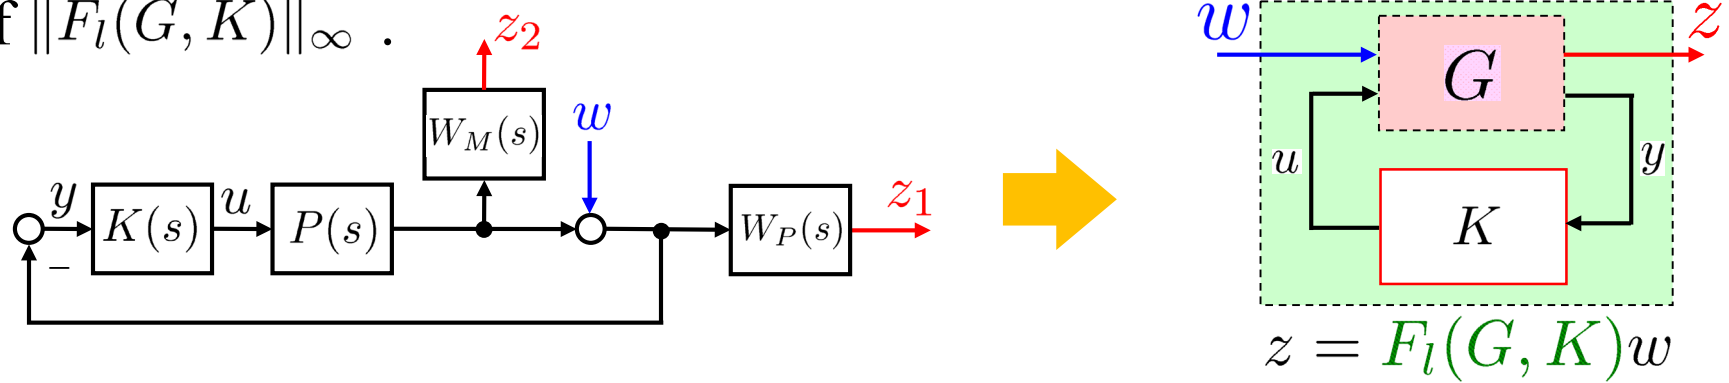 f ‖F_l(G, K)‖_∞ .
z_2
w
W_M(s)
y
K(s)
u
P(s)
W_P(s)
z_1
−
w
z
G
u
y
K
z = F_l(G, K)w